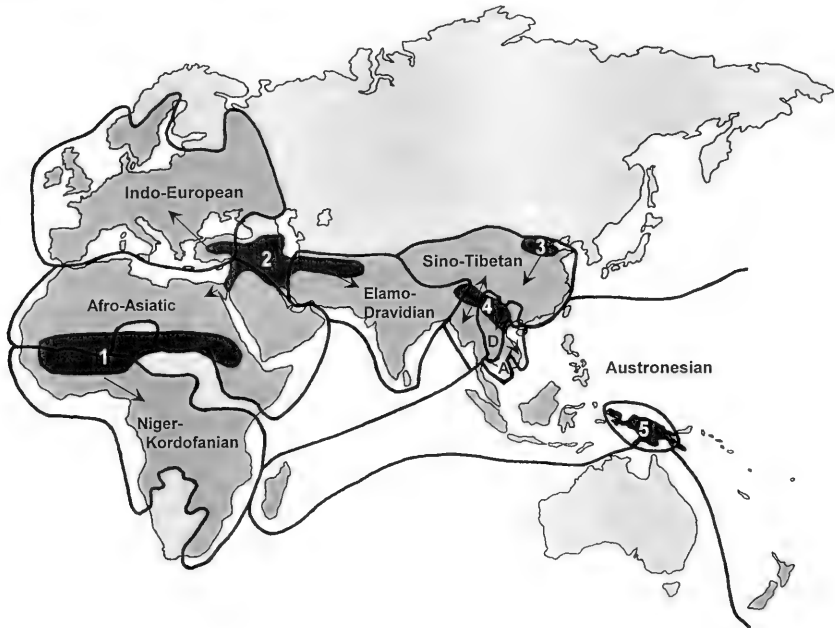 Indo-European
2
3
Sino-Tibetan
Afro-Asiatic
Elamo-
Dravidian
4
D
A
1
Austronesian
Niger-
Kordofanian
5